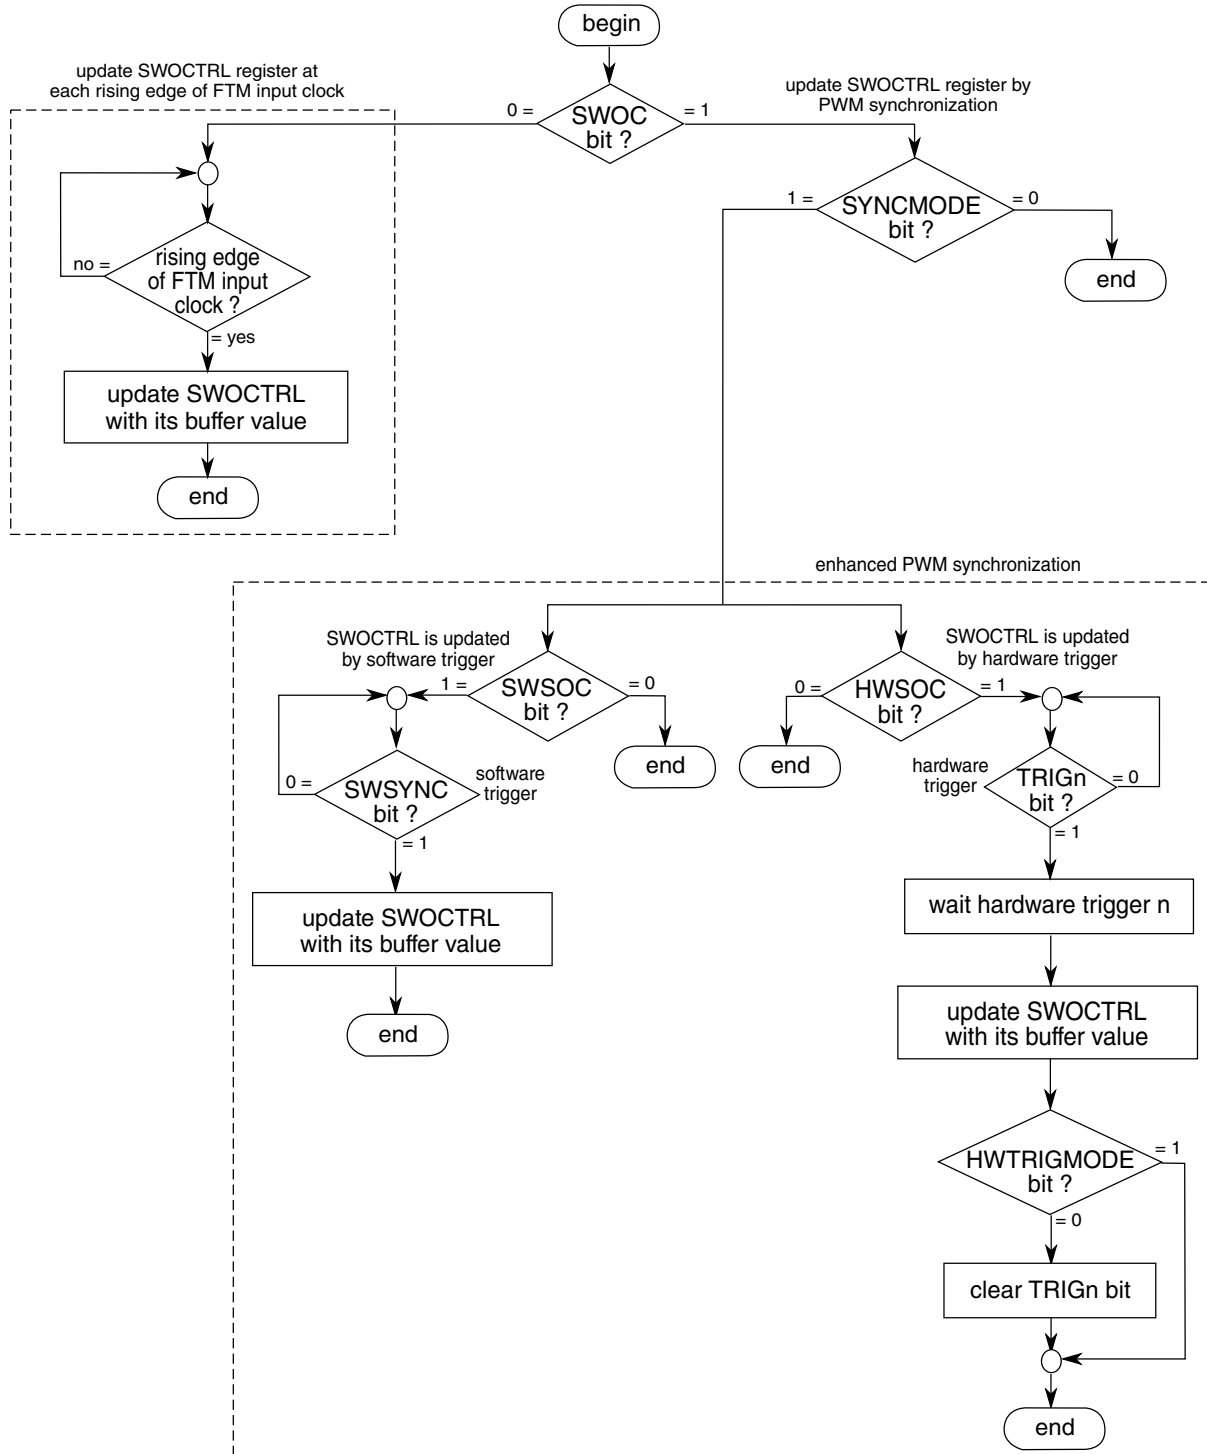 begin
update SWOCTRL register at
each rising edge of FTM input clock
update SWOCTRL register by
PWM synchronization
0 =
SWOC
bit ?
= 1
1 =
SYNCMODE
bit ?
= 0
end
no =
rising edge
of FTM input
clock ?
= yes
update SWOCTRL
with its buffer value
end
enhanced PWM synchronization
SWOCTRL is updated
by software trigger
1 =
SWSOC
bit ?
= 0
end
0 =
SWSYNC
bit ?
software
trigger
= 1
update SWOCTRL
with its buffer value
end
SWOCTRL is updated
by hardware trigger
0 =
HWSOC
bit ?
= 1
end
hardware
trigger
TRIGn
bit ?
= 0
= 1
wait hardware trigger n
update SWOCTRL
with its buffer value
HWTRIGMODE
bit ?
= 1
= 0
clear TRIGn bit
end